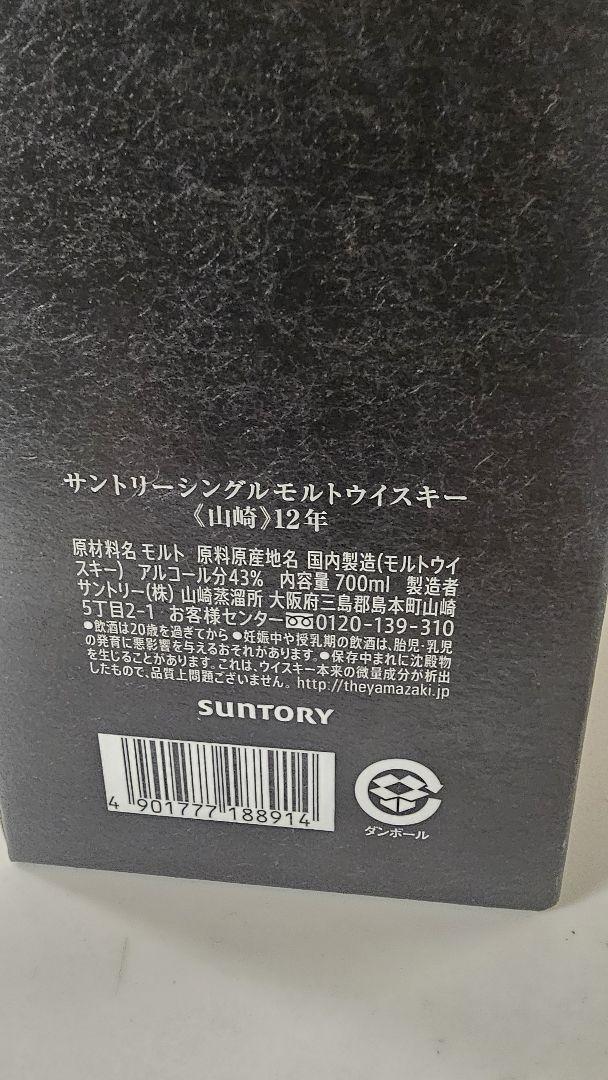 サントリーシングルモルトウイスキー
《山崎》12年
原材料名 モルト 原料原産地名 国内製造(モルトウイ
スキー) アルコール分43% 内容量 700ml 製造者
サントリー(株) 山崎蒸溜所 大阪府三島郡島本町山崎
5丁目2-1 お客様センター 0120-139-310
●飲酒は20歳を過ぎてから ●妊娠中や授乳期の飲酒は、胎児・乳児
の発育に悪影響を与えるおそれがあります。●保存中まれに沈殿物
を生じることがあります。これは、ウイスキー本来の微量成分が析出
したもので、品質上問題ございません。 http://theyamazaki.jp
SUNTORY
4 901777 188914
ダンボール